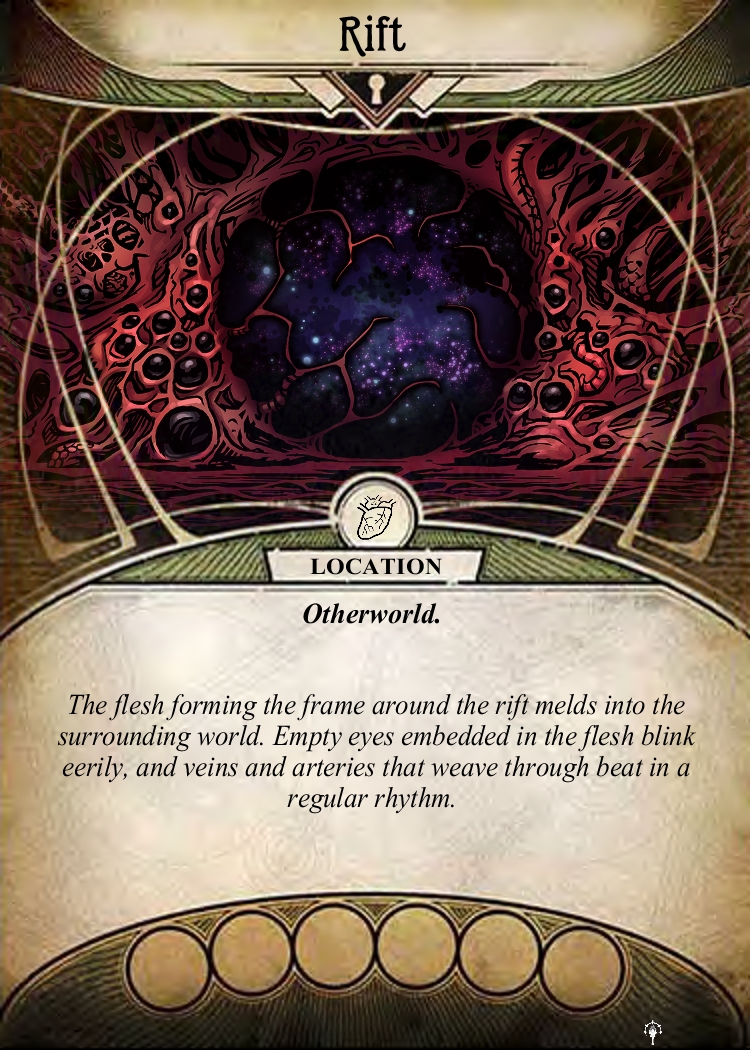 Rift
LOCATION
Otherworld.
The flesh forming the frame around the rift melds into the
surrounding world. Empty eyes embedded in the flesh blink
eerily, and veins and arteries that weave through beat in a
regular rhythm.